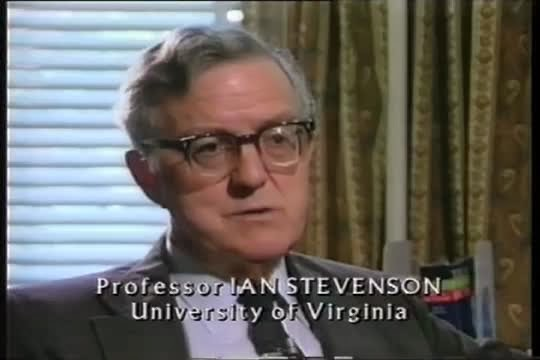 Professor IAN STEVENSON
University of Virginia